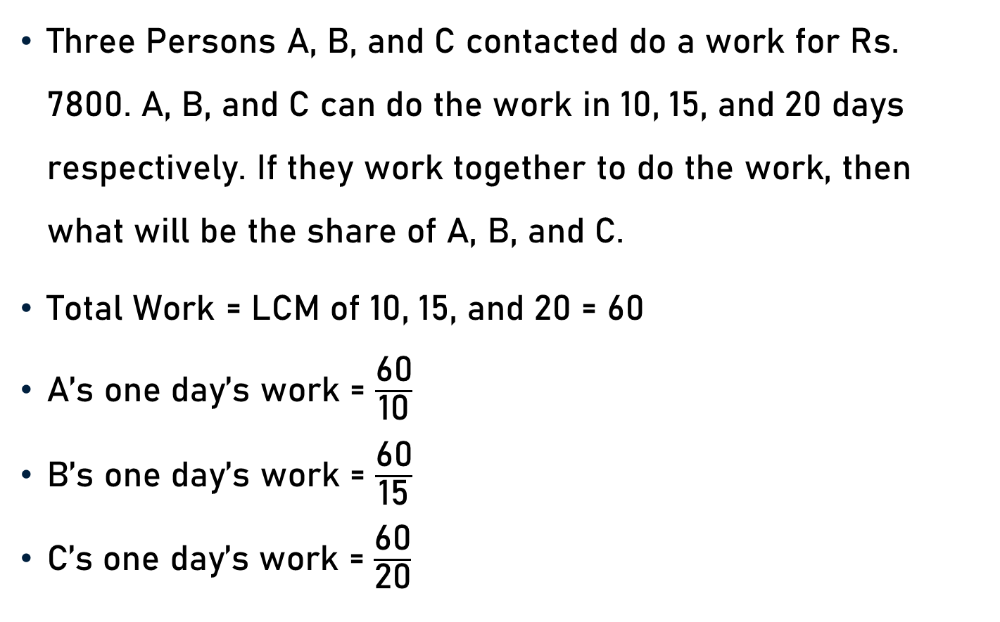 • Three Persons A, B, and C contacted do a work for Rs.
7800. A, B, and C can do the work in 10, 15, and 20 days
respectively. If they work together to do the work, then
what will be the share of A, B, and C.
• Total Work = LCM of 10, 15, and 20 = 60
• A’s one day’s work = 60/10
• B’s one day’s work = 60/15
• C’s one day’s work = 60/20